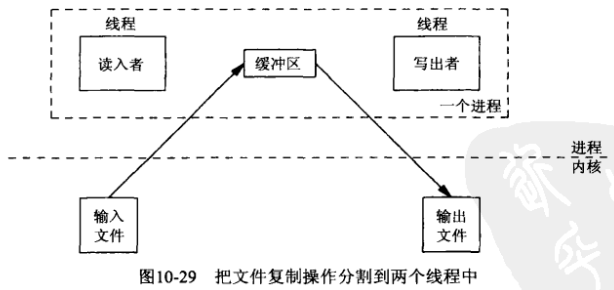 线程
线程
读入者
缓冲区
写出者
一个进程
进程
内核
输入
文件
输出
文件
图10-29 把文件复制操作分割到两个线程中